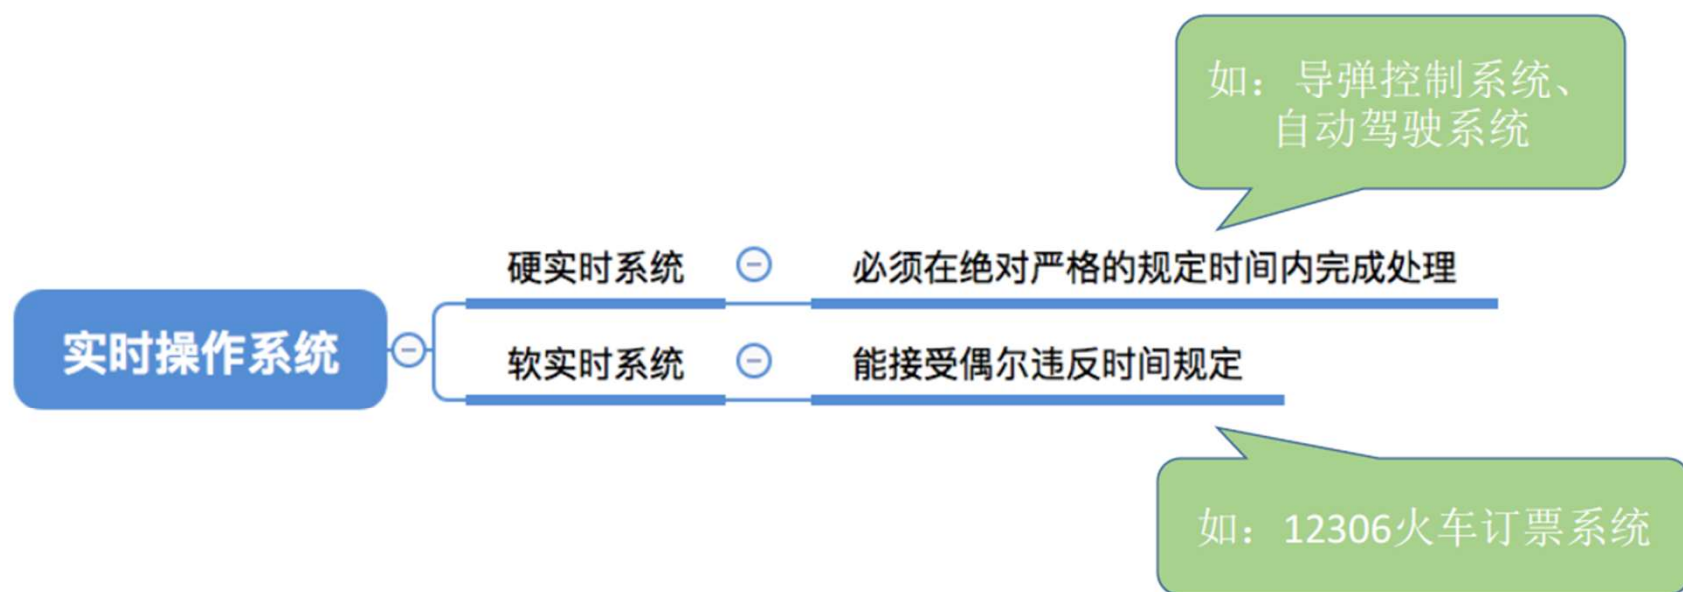 如：导弹控制系统、
自动驾驶系统
硬实时系统
必须在绝对严格的规定时间内完成处理
实时操作系统
软实时系统
能接受偶尔违反时间规定
如：12306火车订票系统